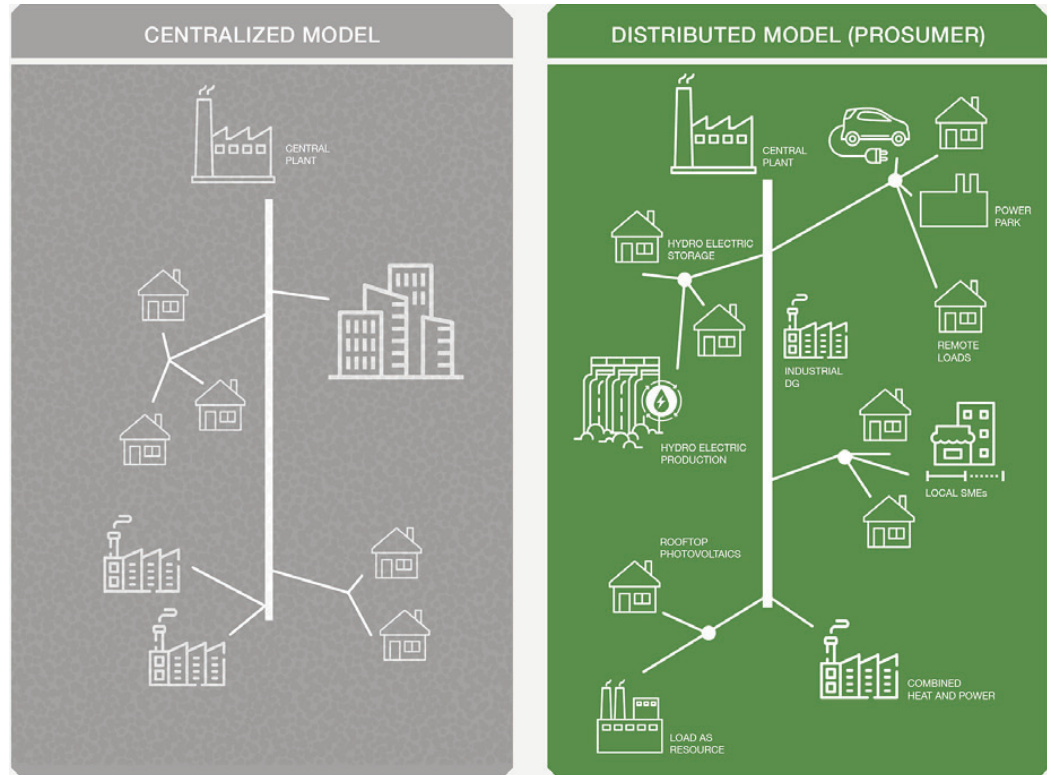 CENTRALIZED MODEL
CENTRAL
PLANT
DISTRIBUTED MODEL (PROSUMER)
CENTRAL
PLANT
POWER
PARK
HYDRO ELECTRIC
STORAGE
REMOTE
LOADS
INDUSTRIAL
DG
HYDRO ELECTRIC
PRODUCTION
LOCAL SMEs
ROOFTOP
PHOTOVOLTAICS
COMBINED
HEAT AND POWER
LOAD AS
RESOURCE